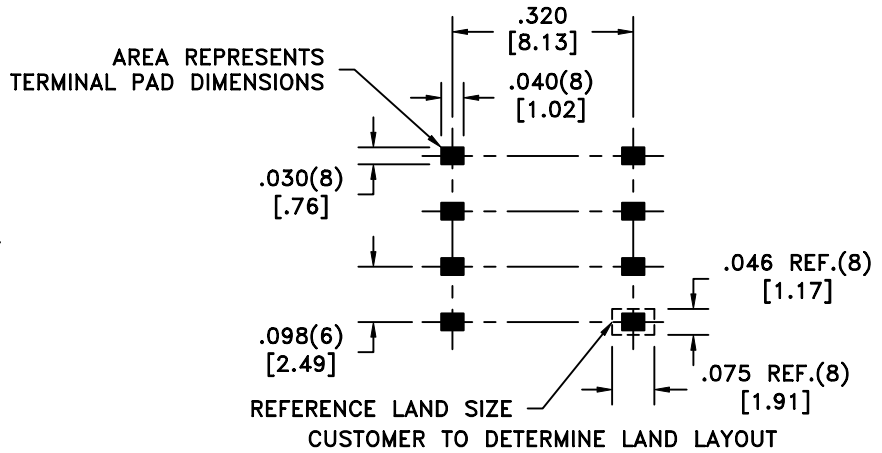 .320
[8.13]
AREA REPRESENTS
TERMINAL PAD DIMENSIONS
.040(8)
[1.02]
.030(8)
[.76]
.046 REF.(8)
[1.17]
.098(6)
[2.49]
.075 REF.(8)
[1.91]
REFERENCE LAND SIZE
CUSTOMER TO DETERMINE LAND LAYOUT